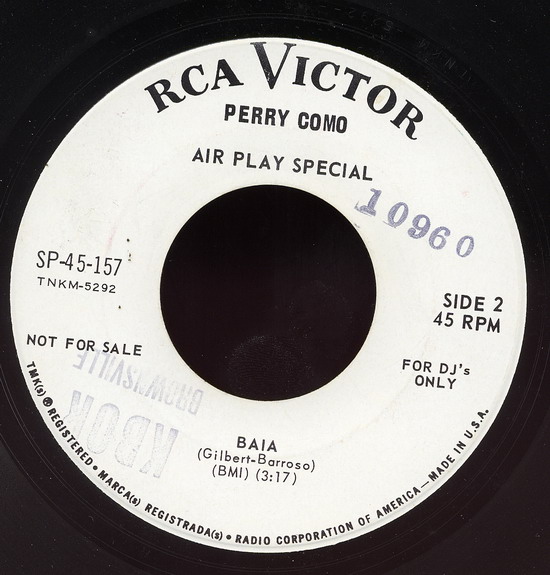 RCA VICTOR
PERRY COMO
AIR PLAY SPECIAL
10960
SP-45-157
TNKM-5292
SIDE 2
45 RPM
NOT FOR SALE
FOR DJ's
ONLY
BROWNSVILLE
KBOR
BAIA
(Gilbert-Barroso)
(BMI) (3:17)
TMK(s) ® REGISTERED • MARCA(s) REGISTRADA(s) • RADIO CORPORATION OF AMERICA—MADE IN U.S.A.